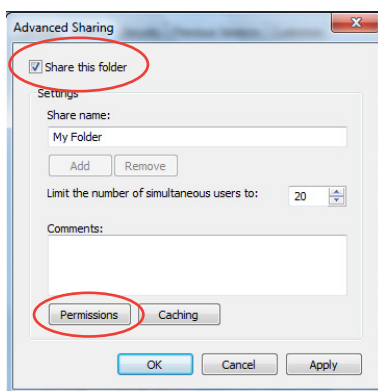 Advanced Sharing
Share this folder
Settings
Share name:
My Folder
Add Remove
Limit the number of simultaneous users to: 20
Comments:
Permissions Caching
OK Cancel Apply